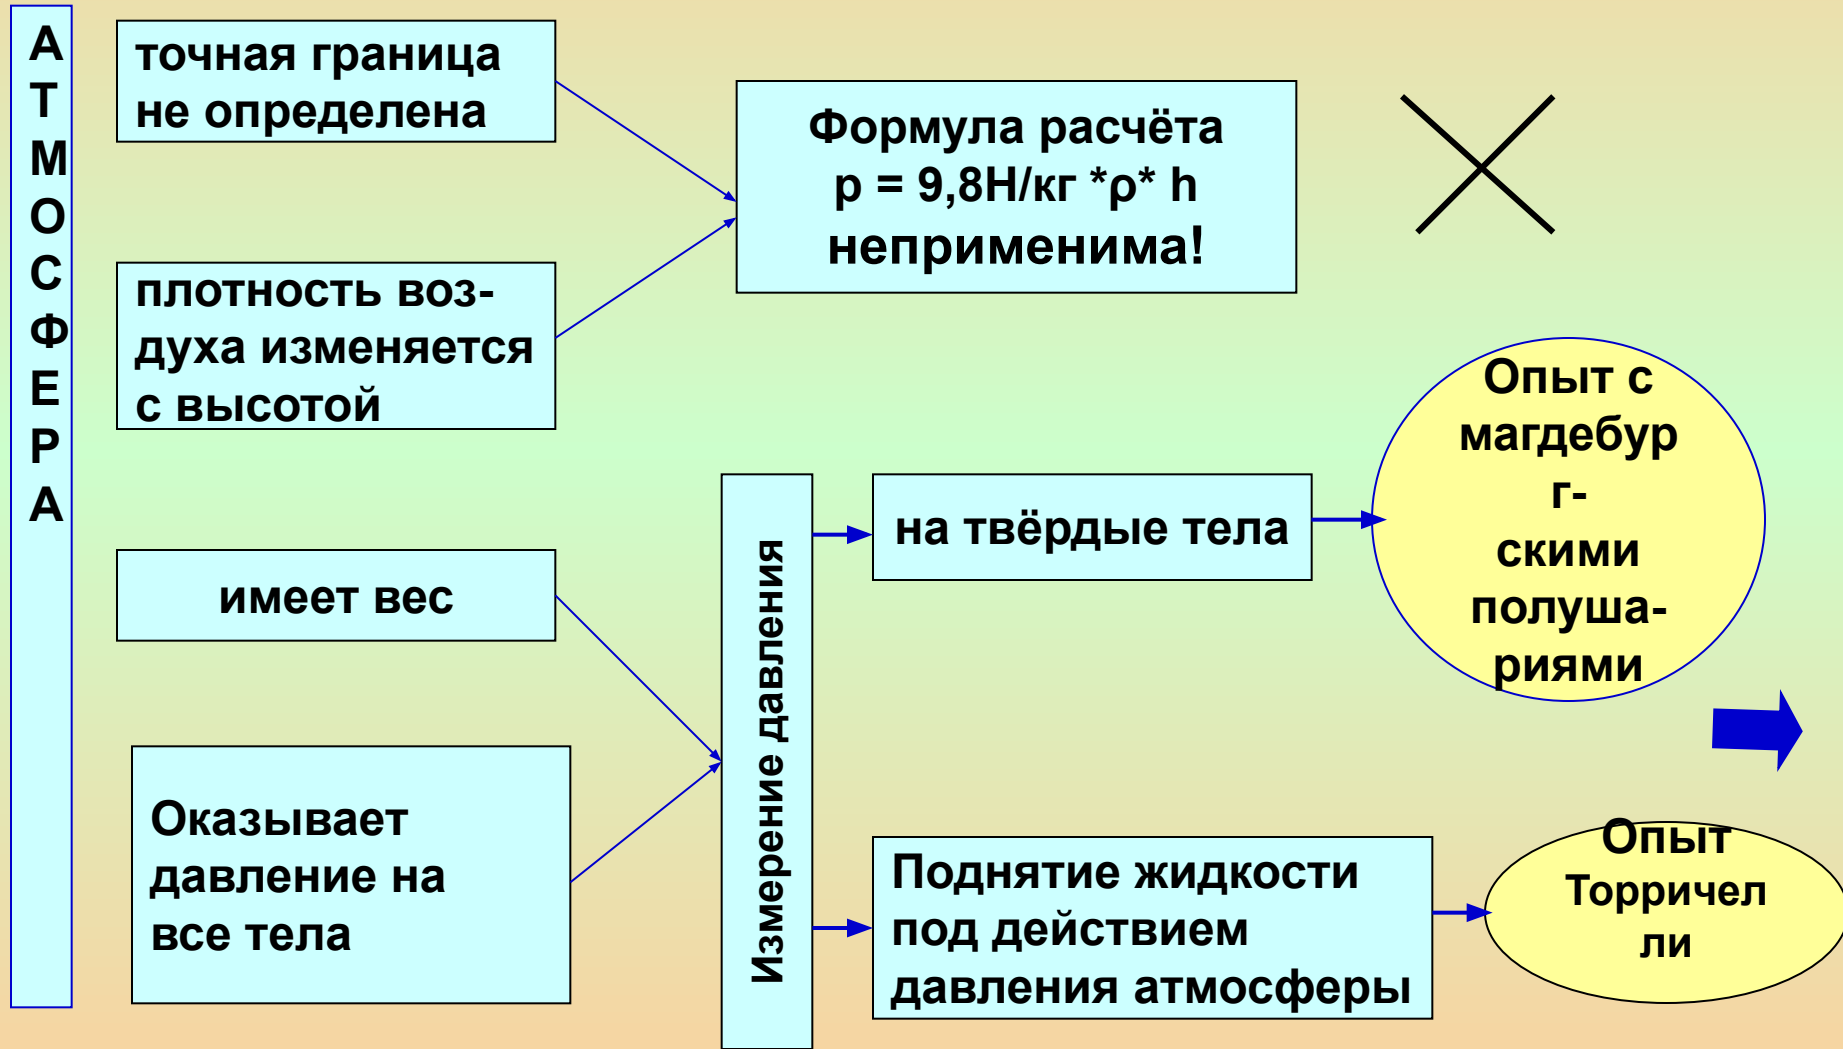 А
Т
М
О
С
Ф
Е
Р
А
точная граница
не определена
Формула расчёта
р = 9,8Н/кг *ρ* h
неприменима!
плотность воз-
духа изменяется
с высотой
имеет вес
Оказывает
давление на
все тела
Измерение давления
на твёрдые тела
Опыт с
магдебур
г-
скими
полуша-
риями
Поднятие жидкости
под действием
давления атмосферы
Опыт
Торричел
ли